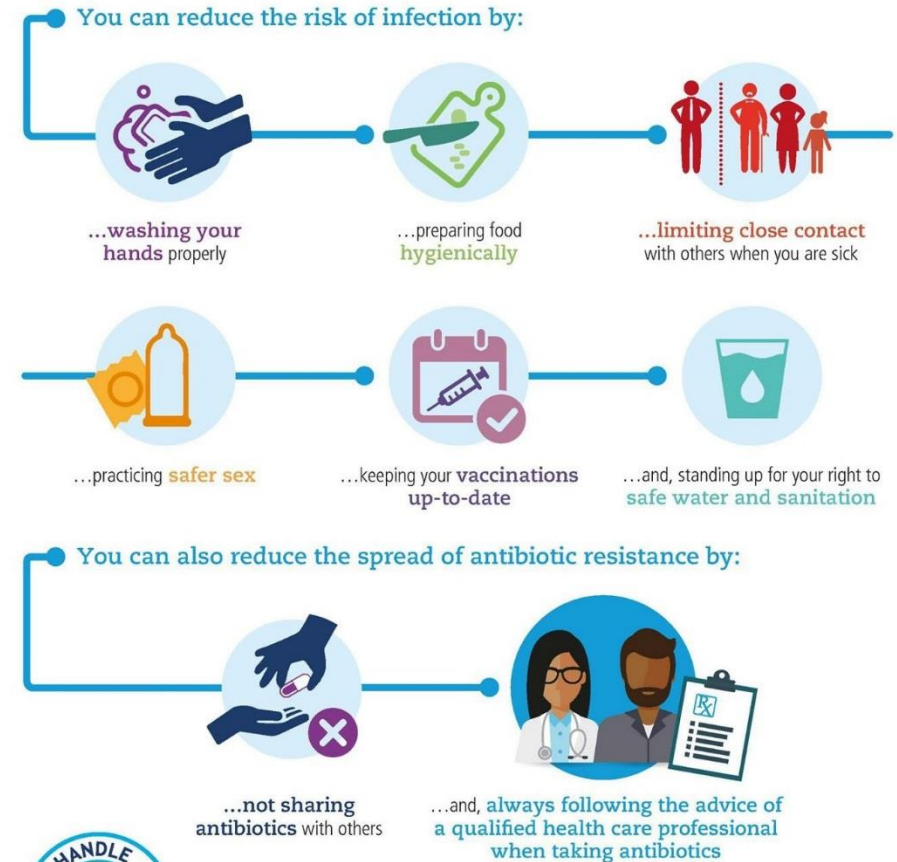 You can reduce the risk of infection by:
...washing your
hands properly
...preparing food
hygienically
...limiting close contact
with others when you are sick
...practicing safer sex
...keeping your vaccinations
up-to-date
...and, standing up for your right to
safe water and sanitation
You can also reduce the spread of antibiotic resistance by:
RX
...not sharing
antibiotics with others
...and, always following the advice of
a qualified health care professional
when taking antibiotics
HANDLE